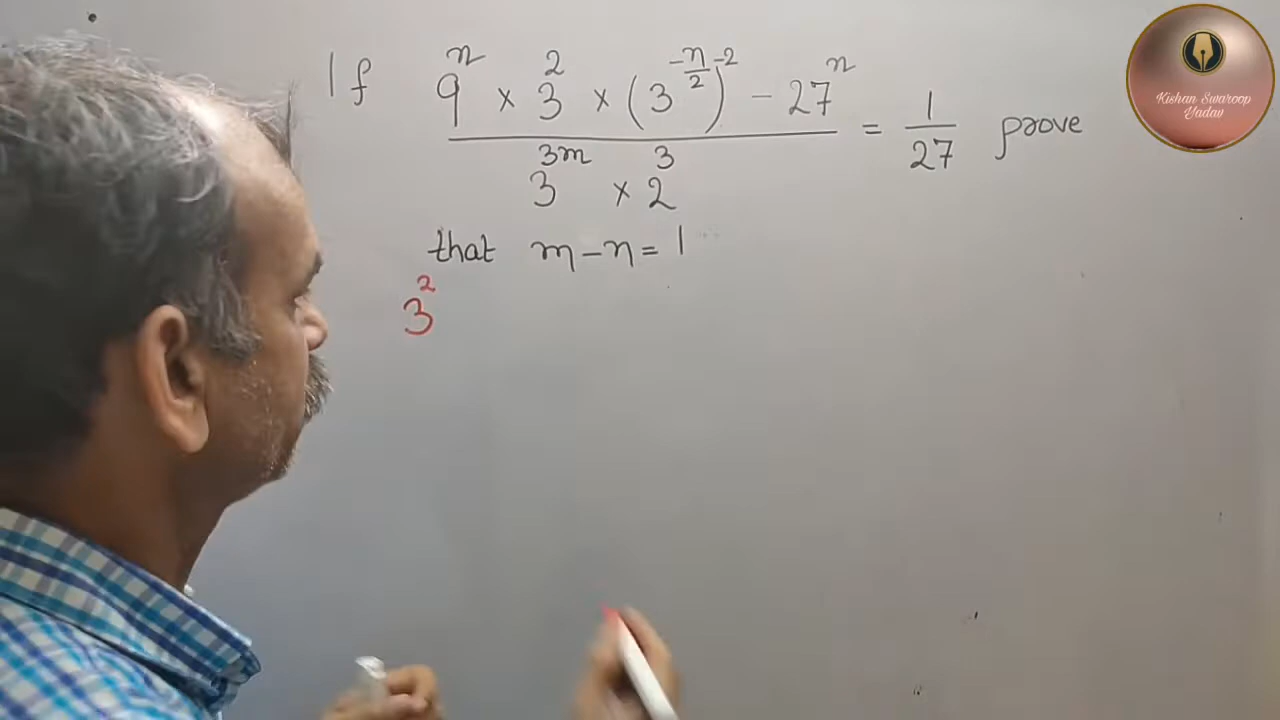 If 9^n × 3^2 × (3^{-n/2})^{-2} - 27^n
3^{3m} × 2^3
= 1/27 prove
that m - n = 1
3^2
Kishan Swaroop
Yadav